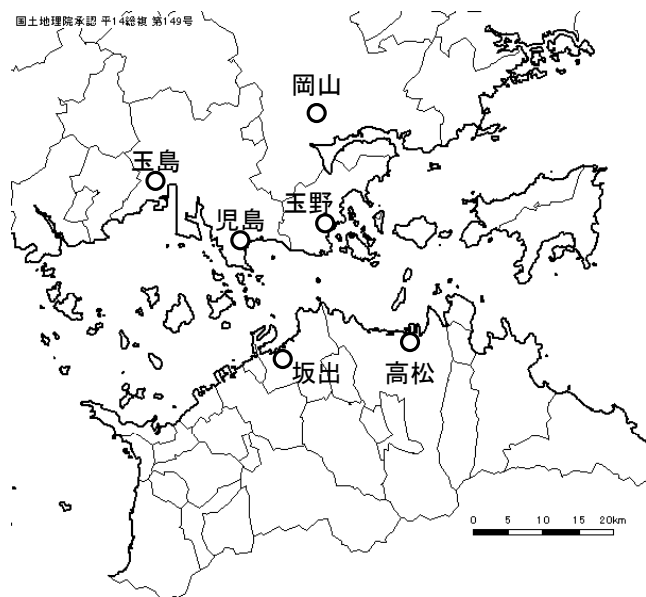 国土地理院承認 平14総複 第149号
岡山
玉島
玉野
児島
坂出
高松
0 5 10 15 20km